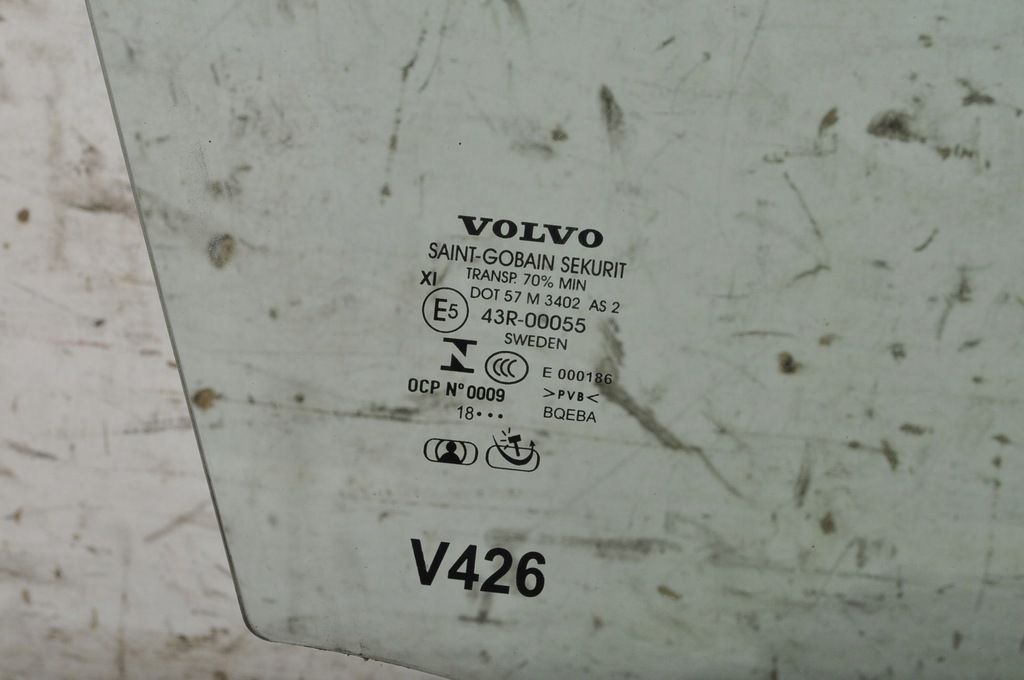 VOLVO
SAINT-GOBAIN SEKURIT
TRANSP. 70% MIN
XI
DOT 57 M 3402 AS 2
E5
43R-00055
SWEDEN
CCC
E 000186
OCP N° 0009
>PVB<
18•••
BQEBA
V426